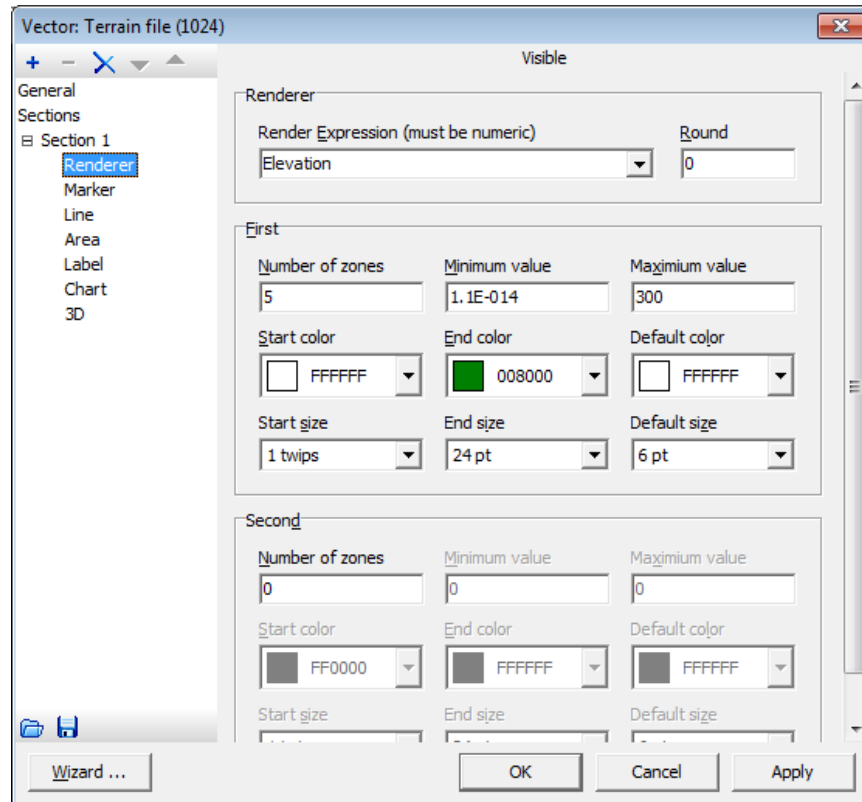 Vector: Terrain file (1024)
Visible
General
Sections
Section 1
Renderer
Marker
Line
Area
Label
Chart
3D
Renderer
Render Expression (must be numeric) Round
Elevation 0
First
Number of zones Minimum value Maximium value
5 1.1E-014 300
Start color End color Default color
FFFFFF 008000 FFFFFF
Start size End size Default size
1 twips 24 pt 6 pt
Second
Number of zones Minimum value Maximium value
0 0 0
Start color End color Default color
FF0000 FFFFFF FFFFFF
Start size End size Default size
Wizard ... OK Cancel Apply